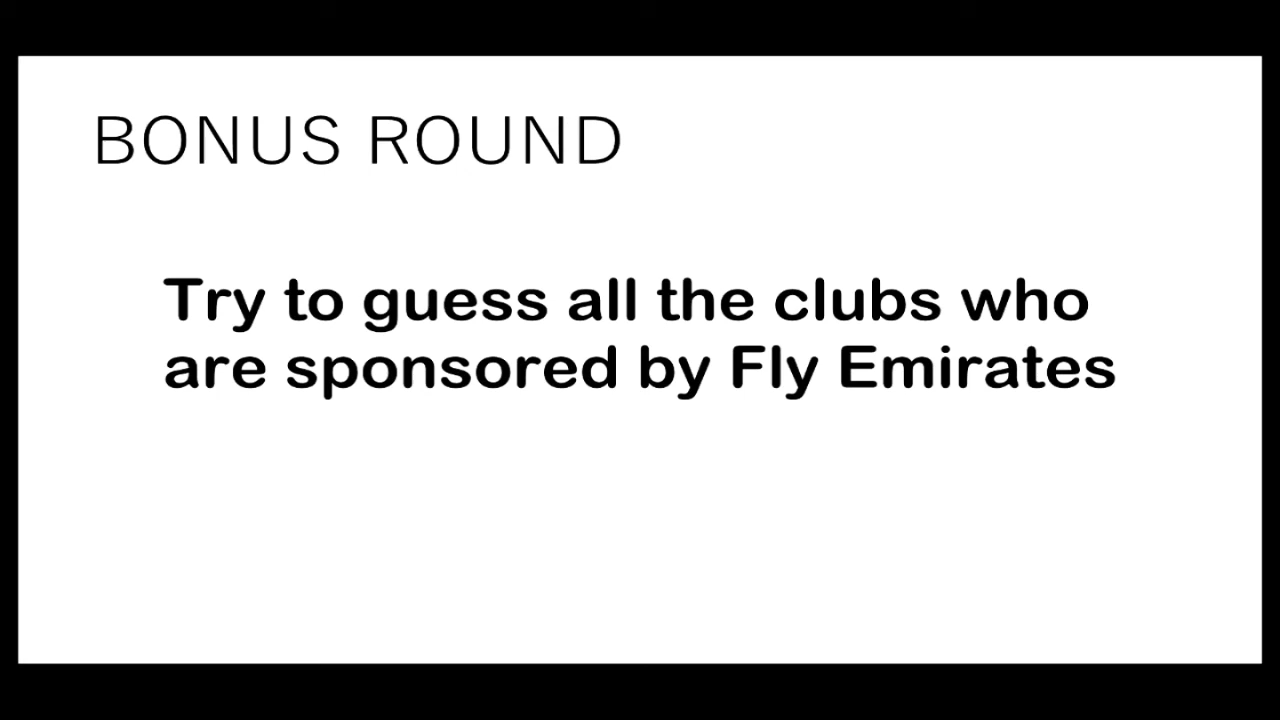 BONUS ROUND
Try to guess all the clubs who
are sponsored by Fly Emirates